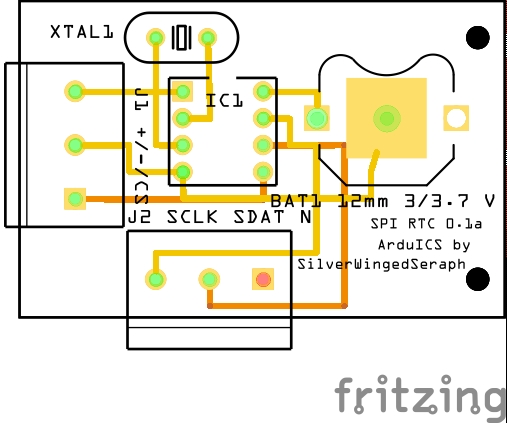 XTAL1
IC1
J1 +/-/CS
BAT1 12mm 3/3.7 V
J2 SCLK SDAT N
SPI RTC 0.1a
ArduICS by
SilverWingedSeraph
fritzing